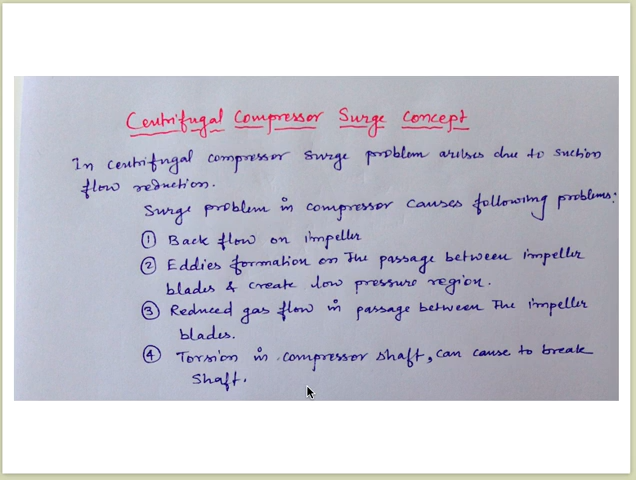 Centrifugal Compressor Surge Concept
In centrifugal compressor surge problem arises due to suction
flow reduction.
Surge problem in compressor causes following problems:
① Back flow on impeller
② Eddies formation on the passage between impeller
blades & create low pressure region.
③ Reduced gas flow in passage between the impeller
blades.
④ Torsion in compressor shaft, can cause to break
shaft.